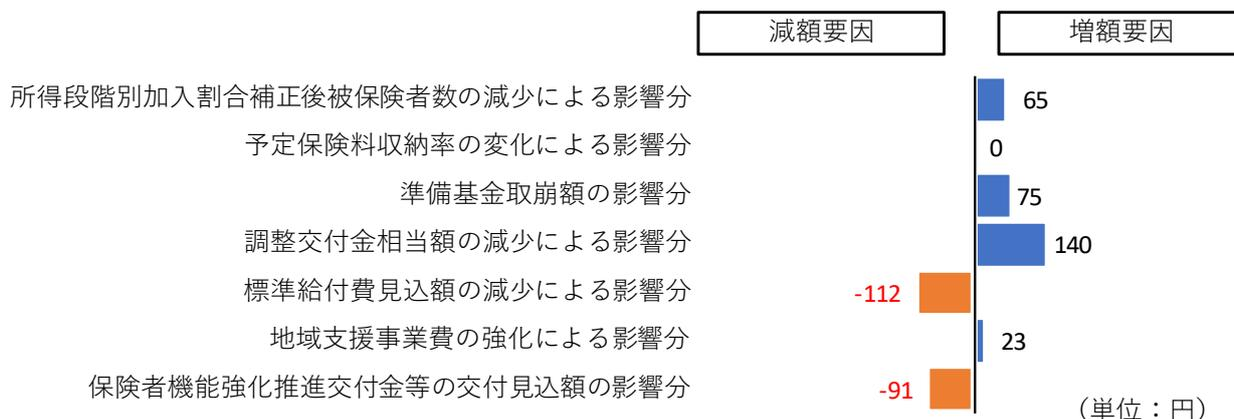 減額要因
増額要因
所得段階別加入割合補正後被保険者数の減少による影響分
65
予定保険料収納率の変化による影響分
0
準備基金取崩額の影響分
75
調整交付金相当額の減少による影響分
140
標準給付費見込額の減少による影響分
-112
地域支援事業費の強化による影響分
23
保険者機能強化推進交付金等の交付見込額の影響分
-91
（単位：円）